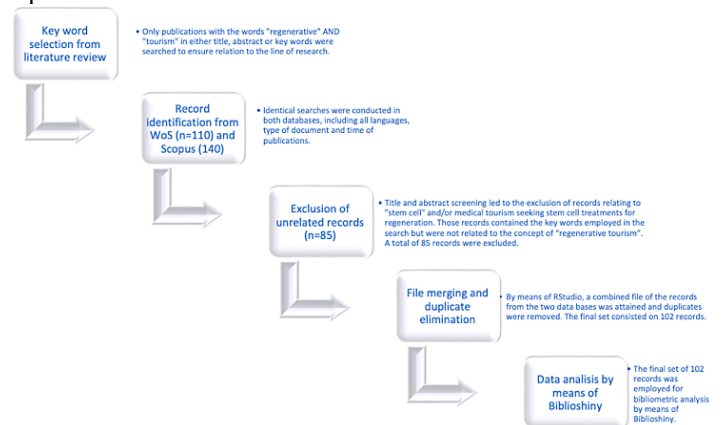 Key word
selection from
literature review
• Only publications with the words "regenerative" AND
"tourism" in either title, abstract or key words were
searched to ensure relation to the line of research.
Record
identification from
WoS (n=110) and
Scopus (140)
• Identical searches were conducted in
both databases, including all languages,
type of document and time of
publications.
Exclusion of
unrelated records
(n=85)
• Title and abstract screening led to the exclusion of records relating to
"stem cell" and/or medical tourism seeking stem cell treatments for
regeneration. Those records contained the key words employed in the
search but were not related to the concept of "regenerative tourism".
A total of 85 records were excluded.
File merging and
duplicate
elimination
• By means of RStudio, a combined file of the records
from the two data bases was attained and duplicates
were removed. The final set consisted on 102 records.
Data analisis by
means of
Biblioshiny
• The final set of 102
records was
employed for
bibliometric analysis
by means of
Biblioshiny.